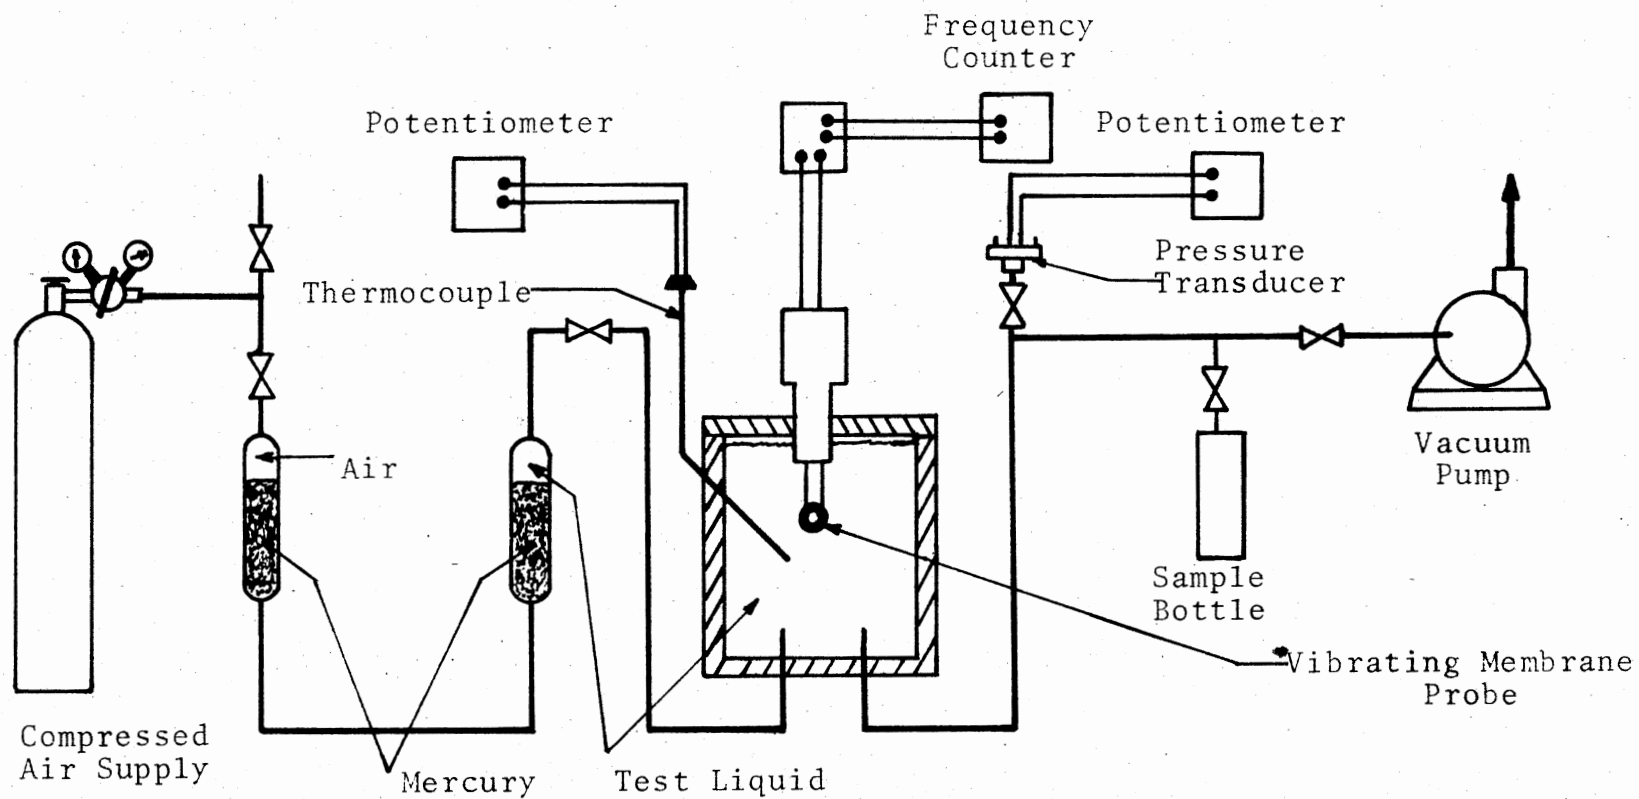 Frequency
Counter
Potentiometer
Potentiometer
Pressure
Transducer
Thermocouple
Air
Vacuum
Pump
Sample
Bottle
Vibrating Membrane
Probe
Compressed
Air Supply
Mercury
Test Liquid